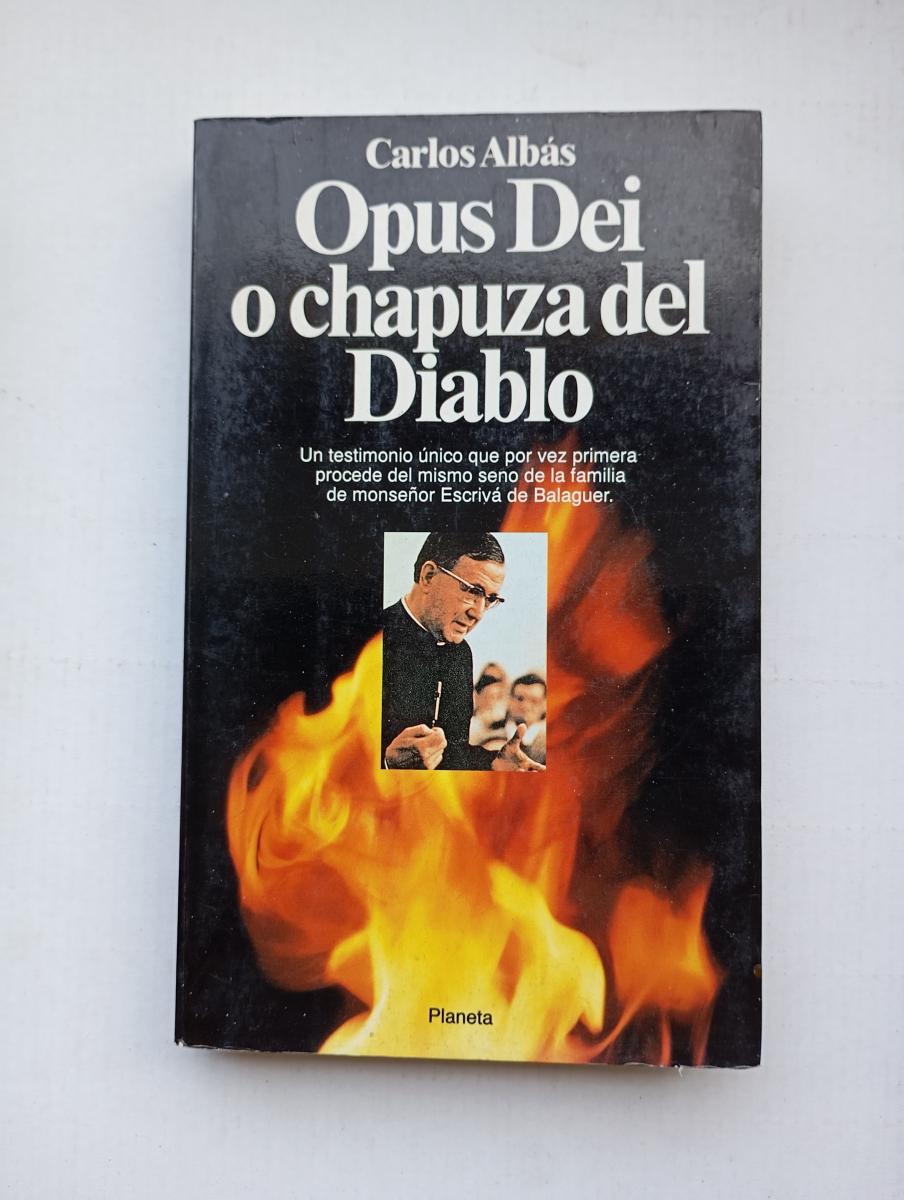 Carlos Albás
Opus Dei
o chapuza del
Diablo
Un testimonio único que por vez primera
procede del mismo seno de la familia
de monseñor Escrivá de Balaguer.
Planeta